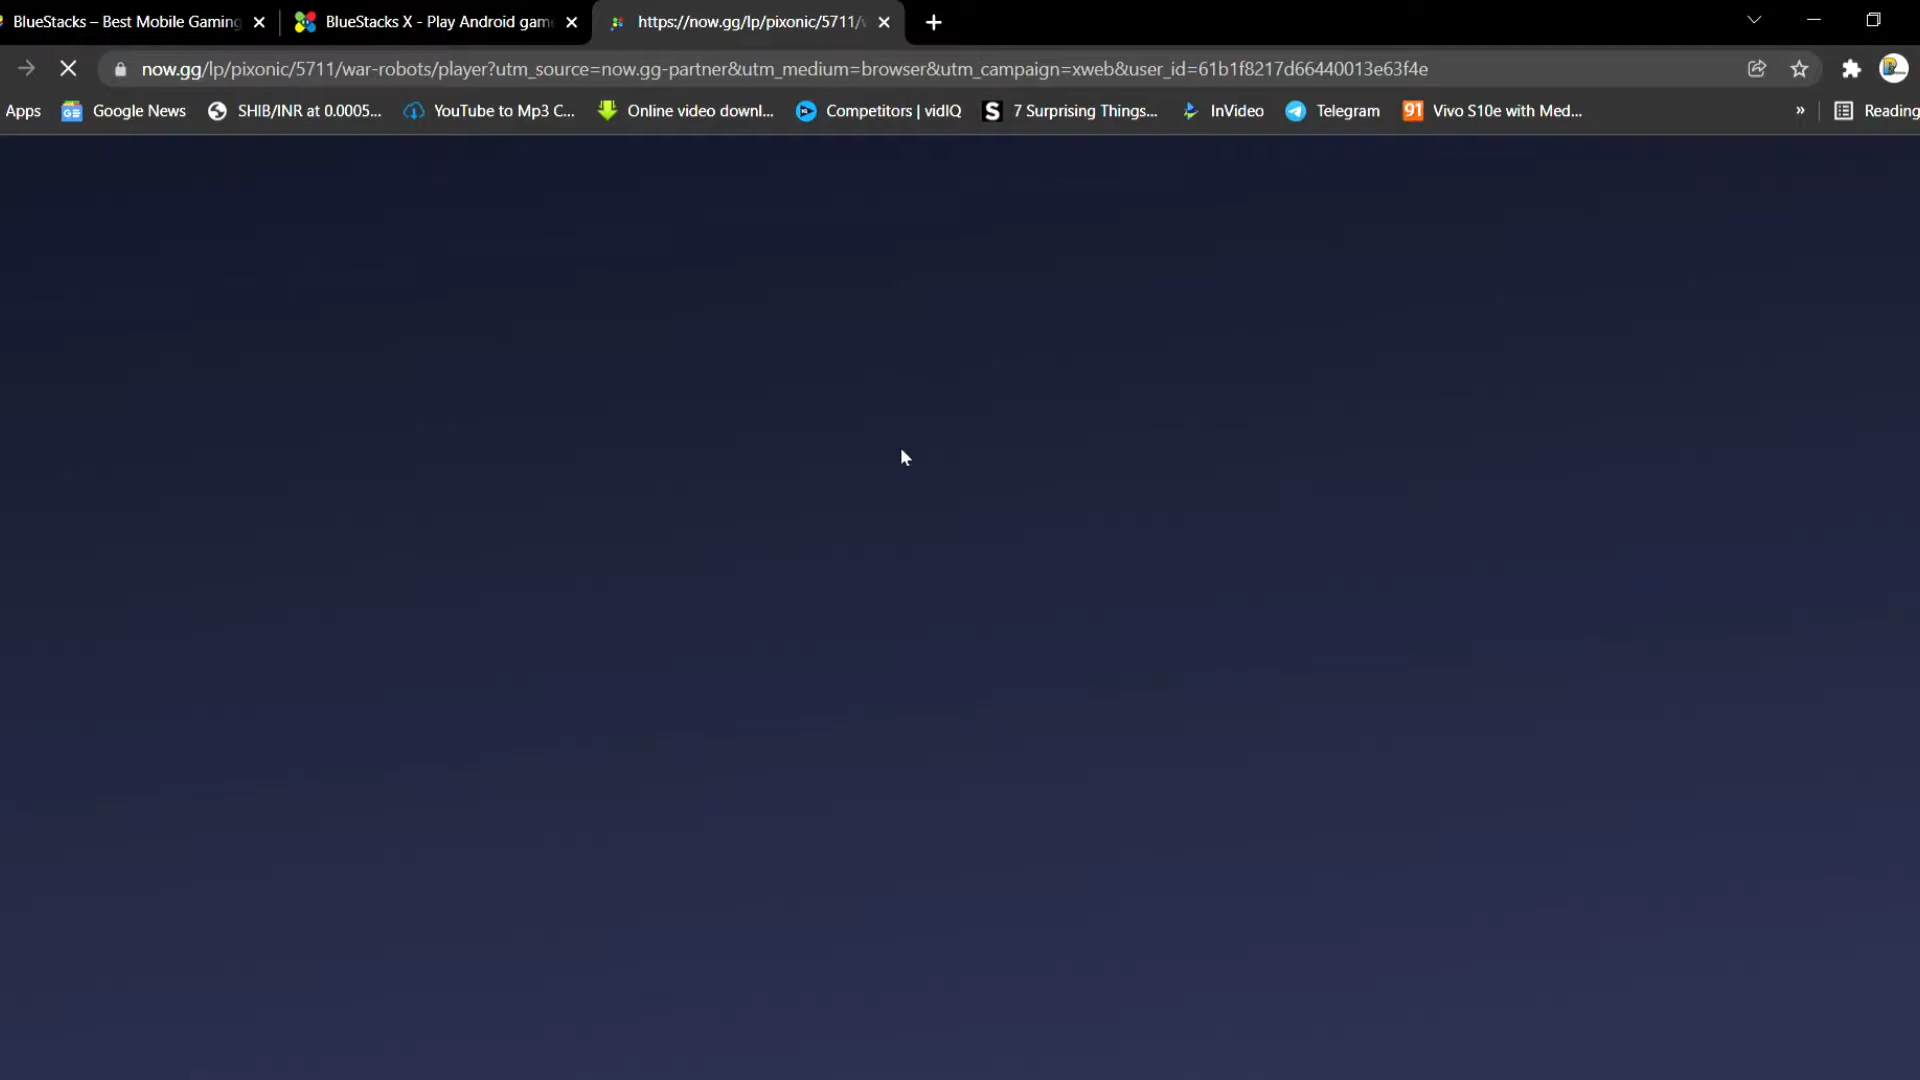 BlueStacks – Best Mobile Gaming
BlueStacks X - Play Android gam
https://now.gg/lp/pixonic/5711/
now.gg/lp/pixonic/5711/war-robots/player?utm_source=now.gg-partner&utm_medium=browser&utm_campaign=xweb&user_id=61b1f8217d66440013e63f4e
Apps GE Google News SHIB/INR at 0.0005... YouTube to Mp3 C... Online video downl... Competitors | vidIQ S 7 Surprising Things... InVideo Telegram 91 Vivo S10e with Med... » Reading